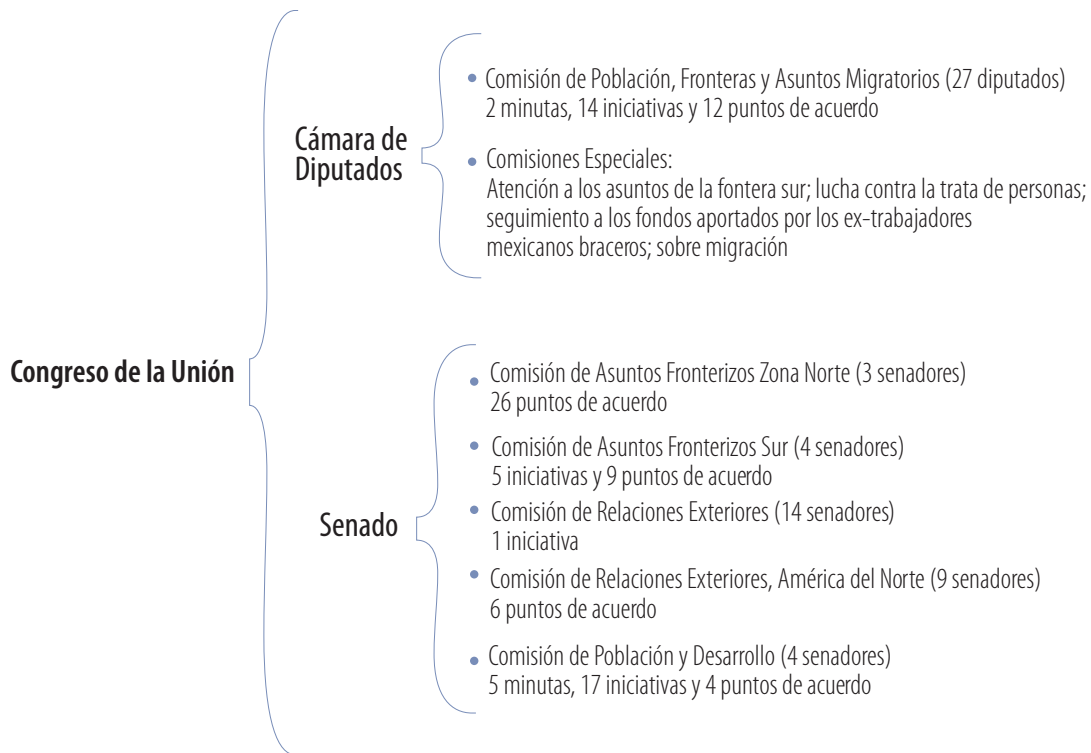 Congreso de la Unión
Cámara de
Diputados
• Comisión de Población, Fronteras y Asuntos Migratorios (27 diputados)
2 minutas, 14 iniciativas y 12 puntos de acuerdo
• Comisiones Especiales:
Atención a los asuntos de la fontera sur; lucha contra la trata de personas;
seguimiento a los fondos aportados por los ex-trabajadores
mexicanos braceros; sobre migración
Senado
• Comisión de Asuntos Fronterizos Zona Norte (3 senadores)
26 puntos de acuerdo
• Comisión de Asuntos Fronterizos Sur (4 senadores)
5 iniciativas y 9 puntos de acuerdo
• Comisión de Relaciones Exteriores (14 senadores)
1 iniciativa
• Comisión de Relaciones Exteriores, América del Norte (9 senadores)
6 puntos de acuerdo
• Comisión de Población y Desarrollo (4 senadores)
5 minutas, 17 iniciativas y 4 puntos de acuerdo